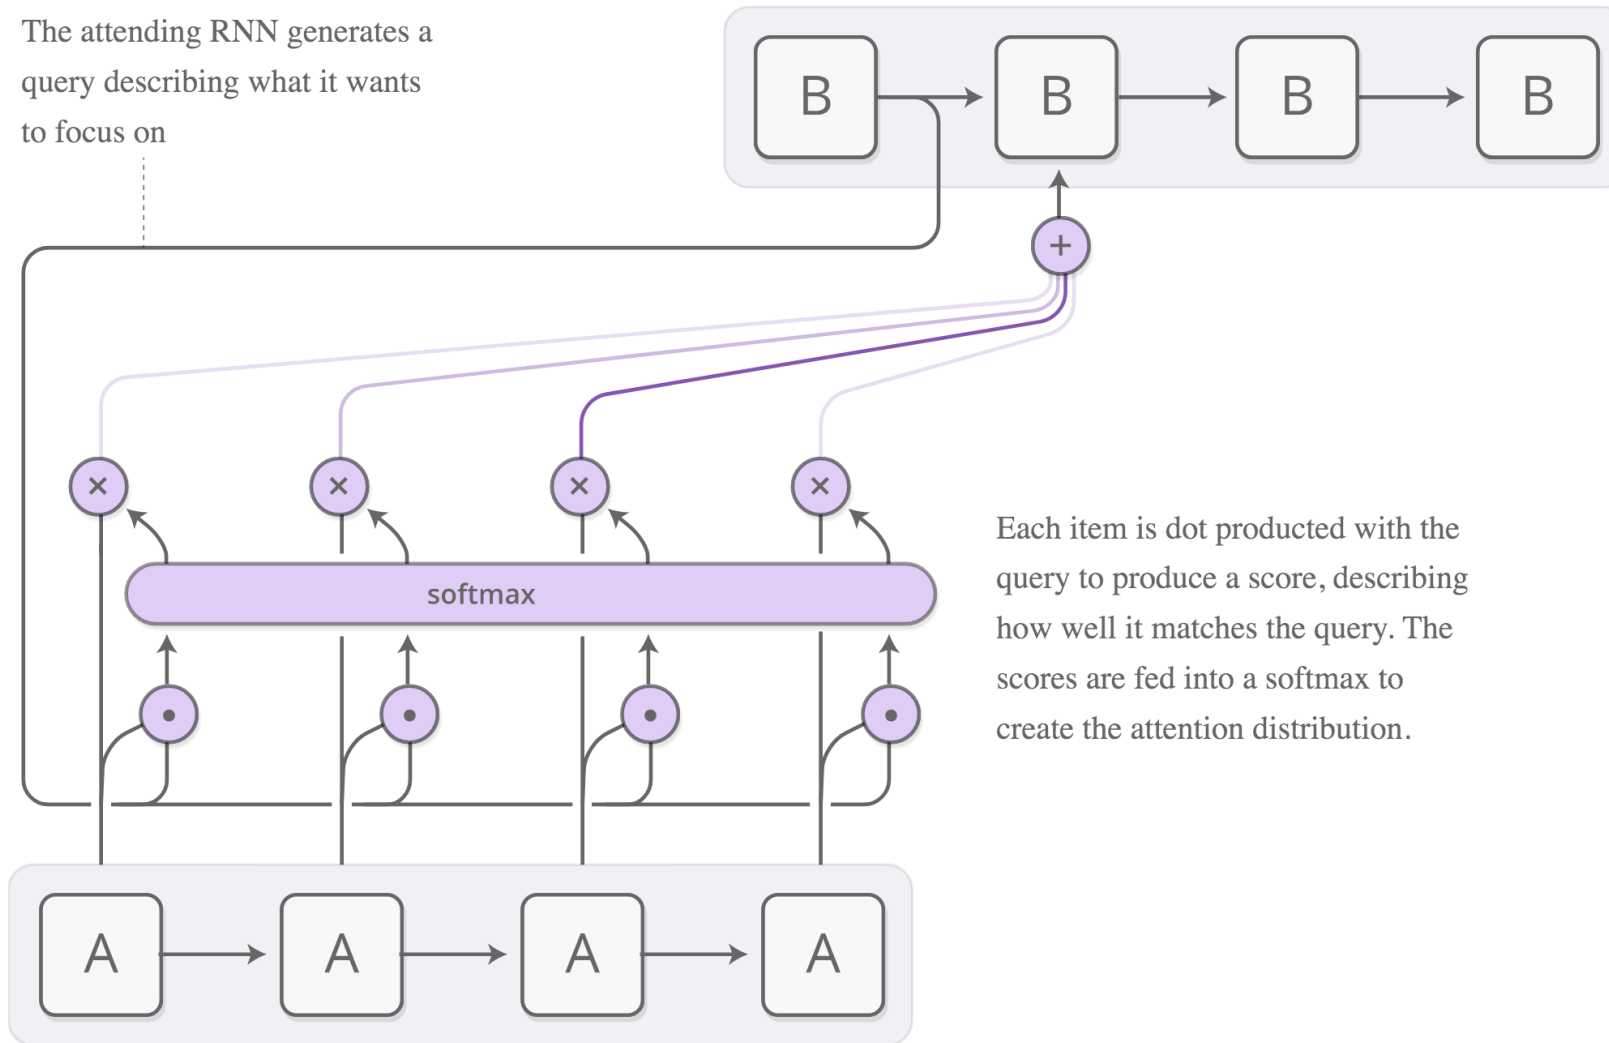 The attending RNN generates a
query describing what it wants
to focus on
B B B B
+
× × × ×
softmax
Each item is dot producted with the
query to produce a score, describing
how well it matches the query. The
scores are fed into a softmax to
create the attention distribution.
• • • •
A A A A